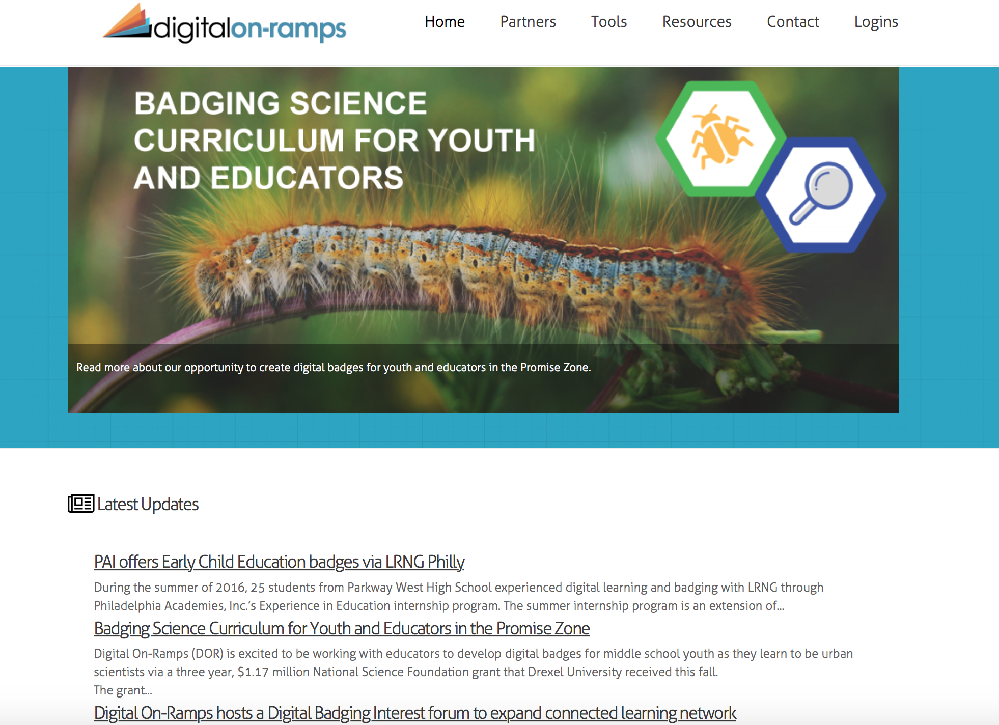 digitalon-ramps
Home Partners Tools Resources Contact Logins
BADGING SCIENCE
CURRICULUM FOR YOUTH
AND EDUCATORS
Read more about our opportunity to create digital badges for youth and educators in the Promise Zone.
Latest Updates
PAI offers Early Child Education badges via LRNG Philly
During the summer of 2016, 25 students from Parkway West High School experienced digital learning and badging with LRNG through
Philadelphia Academies, Inc.'s Experience in Education internship program. The summer internship program is an extension of...
Badging Science Curriculum for Youth and Educators in the Promise Zone
Digital On-Ramps (DOR) is excited to be working with educators to develop digital badges for middle school youth as they learn to be urban
scientists via a three year, $1.17 million National Science Foundation grant that Drexel University received this fall.
The grant...
Digital On-Ramps hosts a Digital Badging Interest forum to expand connected learning network